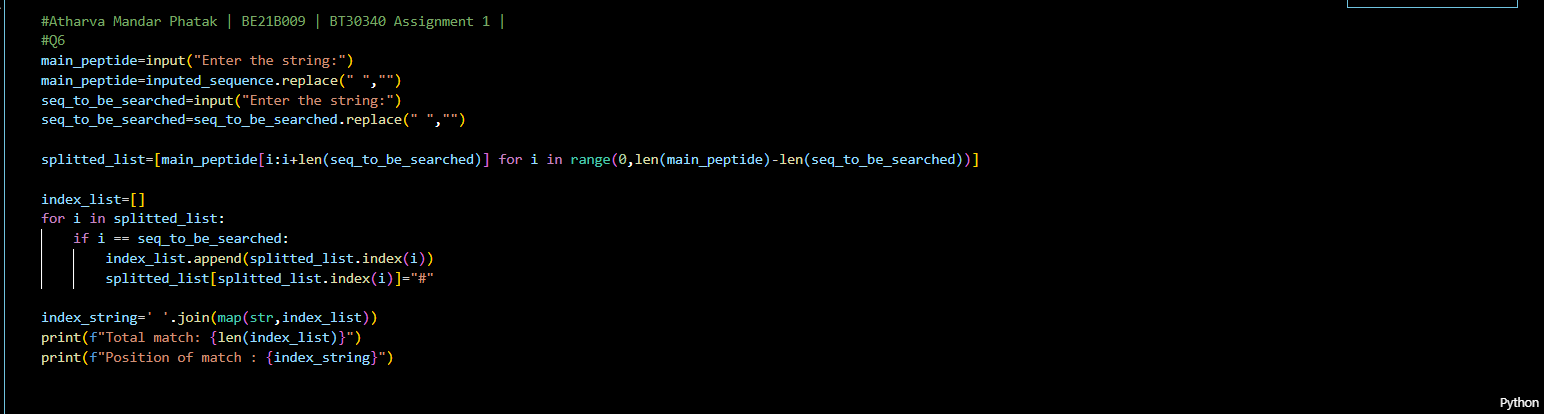 #Atharva Mandar Phatak | BE21B009 | BT30340 Assignment 1 |
#Q6
main_peptide=input("Enter the string:")
main_peptide=inputed_sequence.replace(" ","")
seq_to_be_searched=input("Enter the string:")
seq_to_be_searched=seq_to_be_searched.replace(" ","")

splitted_list=[main_peptide[i:i+len(seq_to_be_searched)] for i in range(0,len(main_peptide)-len(seq_to_be_searched))]

index_list=[]
for i in splitted_list:
    if i == seq_to_be_searched:
        index_list.append(splitted_list.index(i))
        splitted_list[splitted_list.index(i)]="#"

index_string=' '.join(map(str,index_list))
print(f"Total match: {len(index_list)}")
print(f"Position of match : {index_string}")
Python